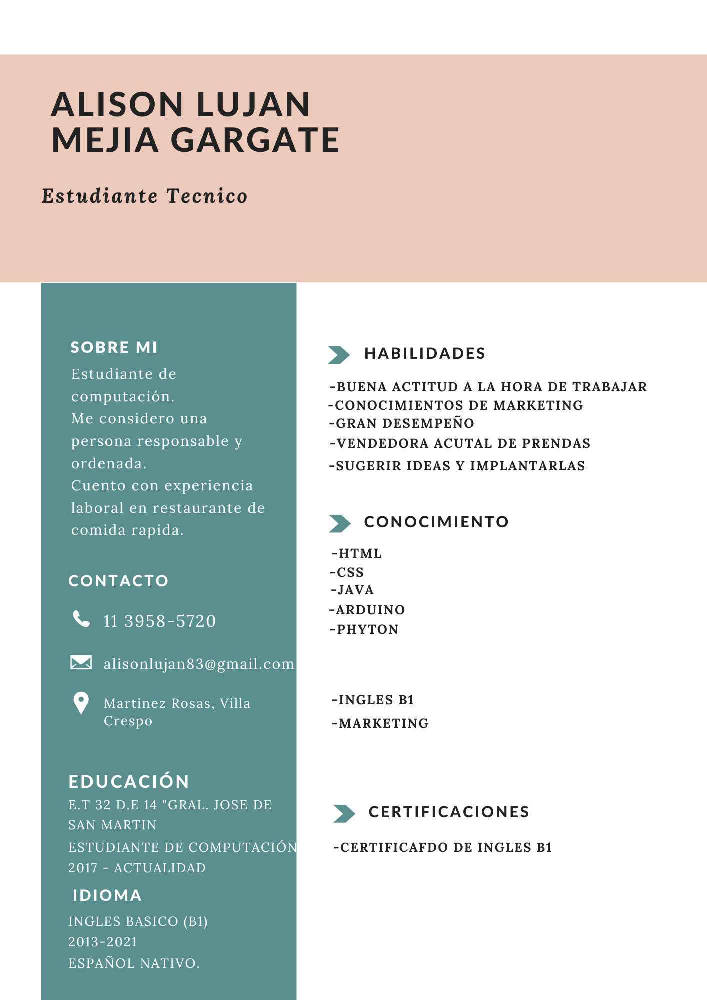 ALISON LUJAN
MEJIA GARGATE
Estudiante Tecnico
SOBRE MI
Estudiante de
computación.
Me considero una
persona responsable y
ordenada.
Cuento con experiencia
laboral en restaurante de
comida rapida.
CONTACTO
11 3958-5720
alisonlujan83@gmail.com
Martinez Rosas, Villa
Crespo
EDUCACIÓN
E.T 32 D.E 14 "GRAL. JOSE DE
SAN MARTIN
ESTUDIANTE DE COMPUTACIÓN
2017 - ACTUALIDAD
IDIOMA
INGLES BASICO (B1)
2013-2021
ESPAÑOL NATIVO.
HABILIDADES
-BUENA ACTITUD A LA HORA DE TRABAJAR
-CONOCIMIENTOS DE MARKETING
-GRAN DESEMPEÑO
-VENDEDORA ACUTAL DE PRENDAS
-SUGERIR IDEAS Y IMPLANTARLAS
CONOCIMIENTO
-HTML
-CSS
-JAVA
-ARDUINO
-PHYTON
-INGLES B1
-MARKETING
CERTIFICACIONES
-CERTIFICAFDO DE INGLES B1